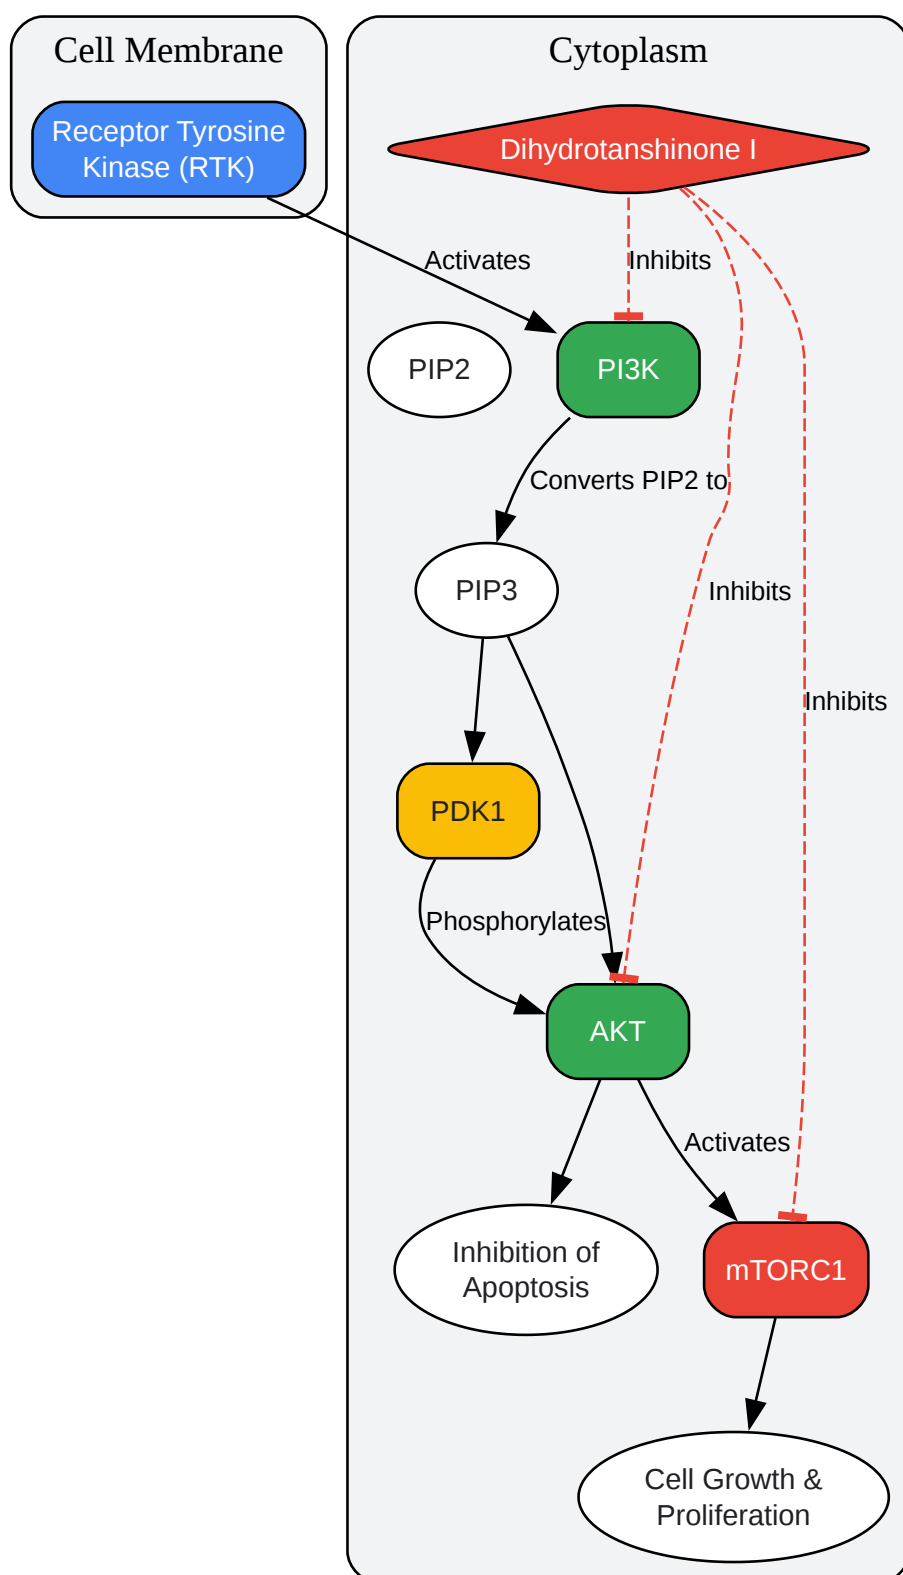 Cell Membrane
Cytoplasm
Receptor Tyrosine
Kinase (RTK)
Dihydrotanshinone I
Activates
Inhibits
PIP2
PI3K
Converts PIP2 to
PIP3
Inhibits
Inhibits
PDK1
Phosphorylates
AKT
Activates
Inhibition of
Apoptosis
mTORC1
Cell Growth &
Proliferation